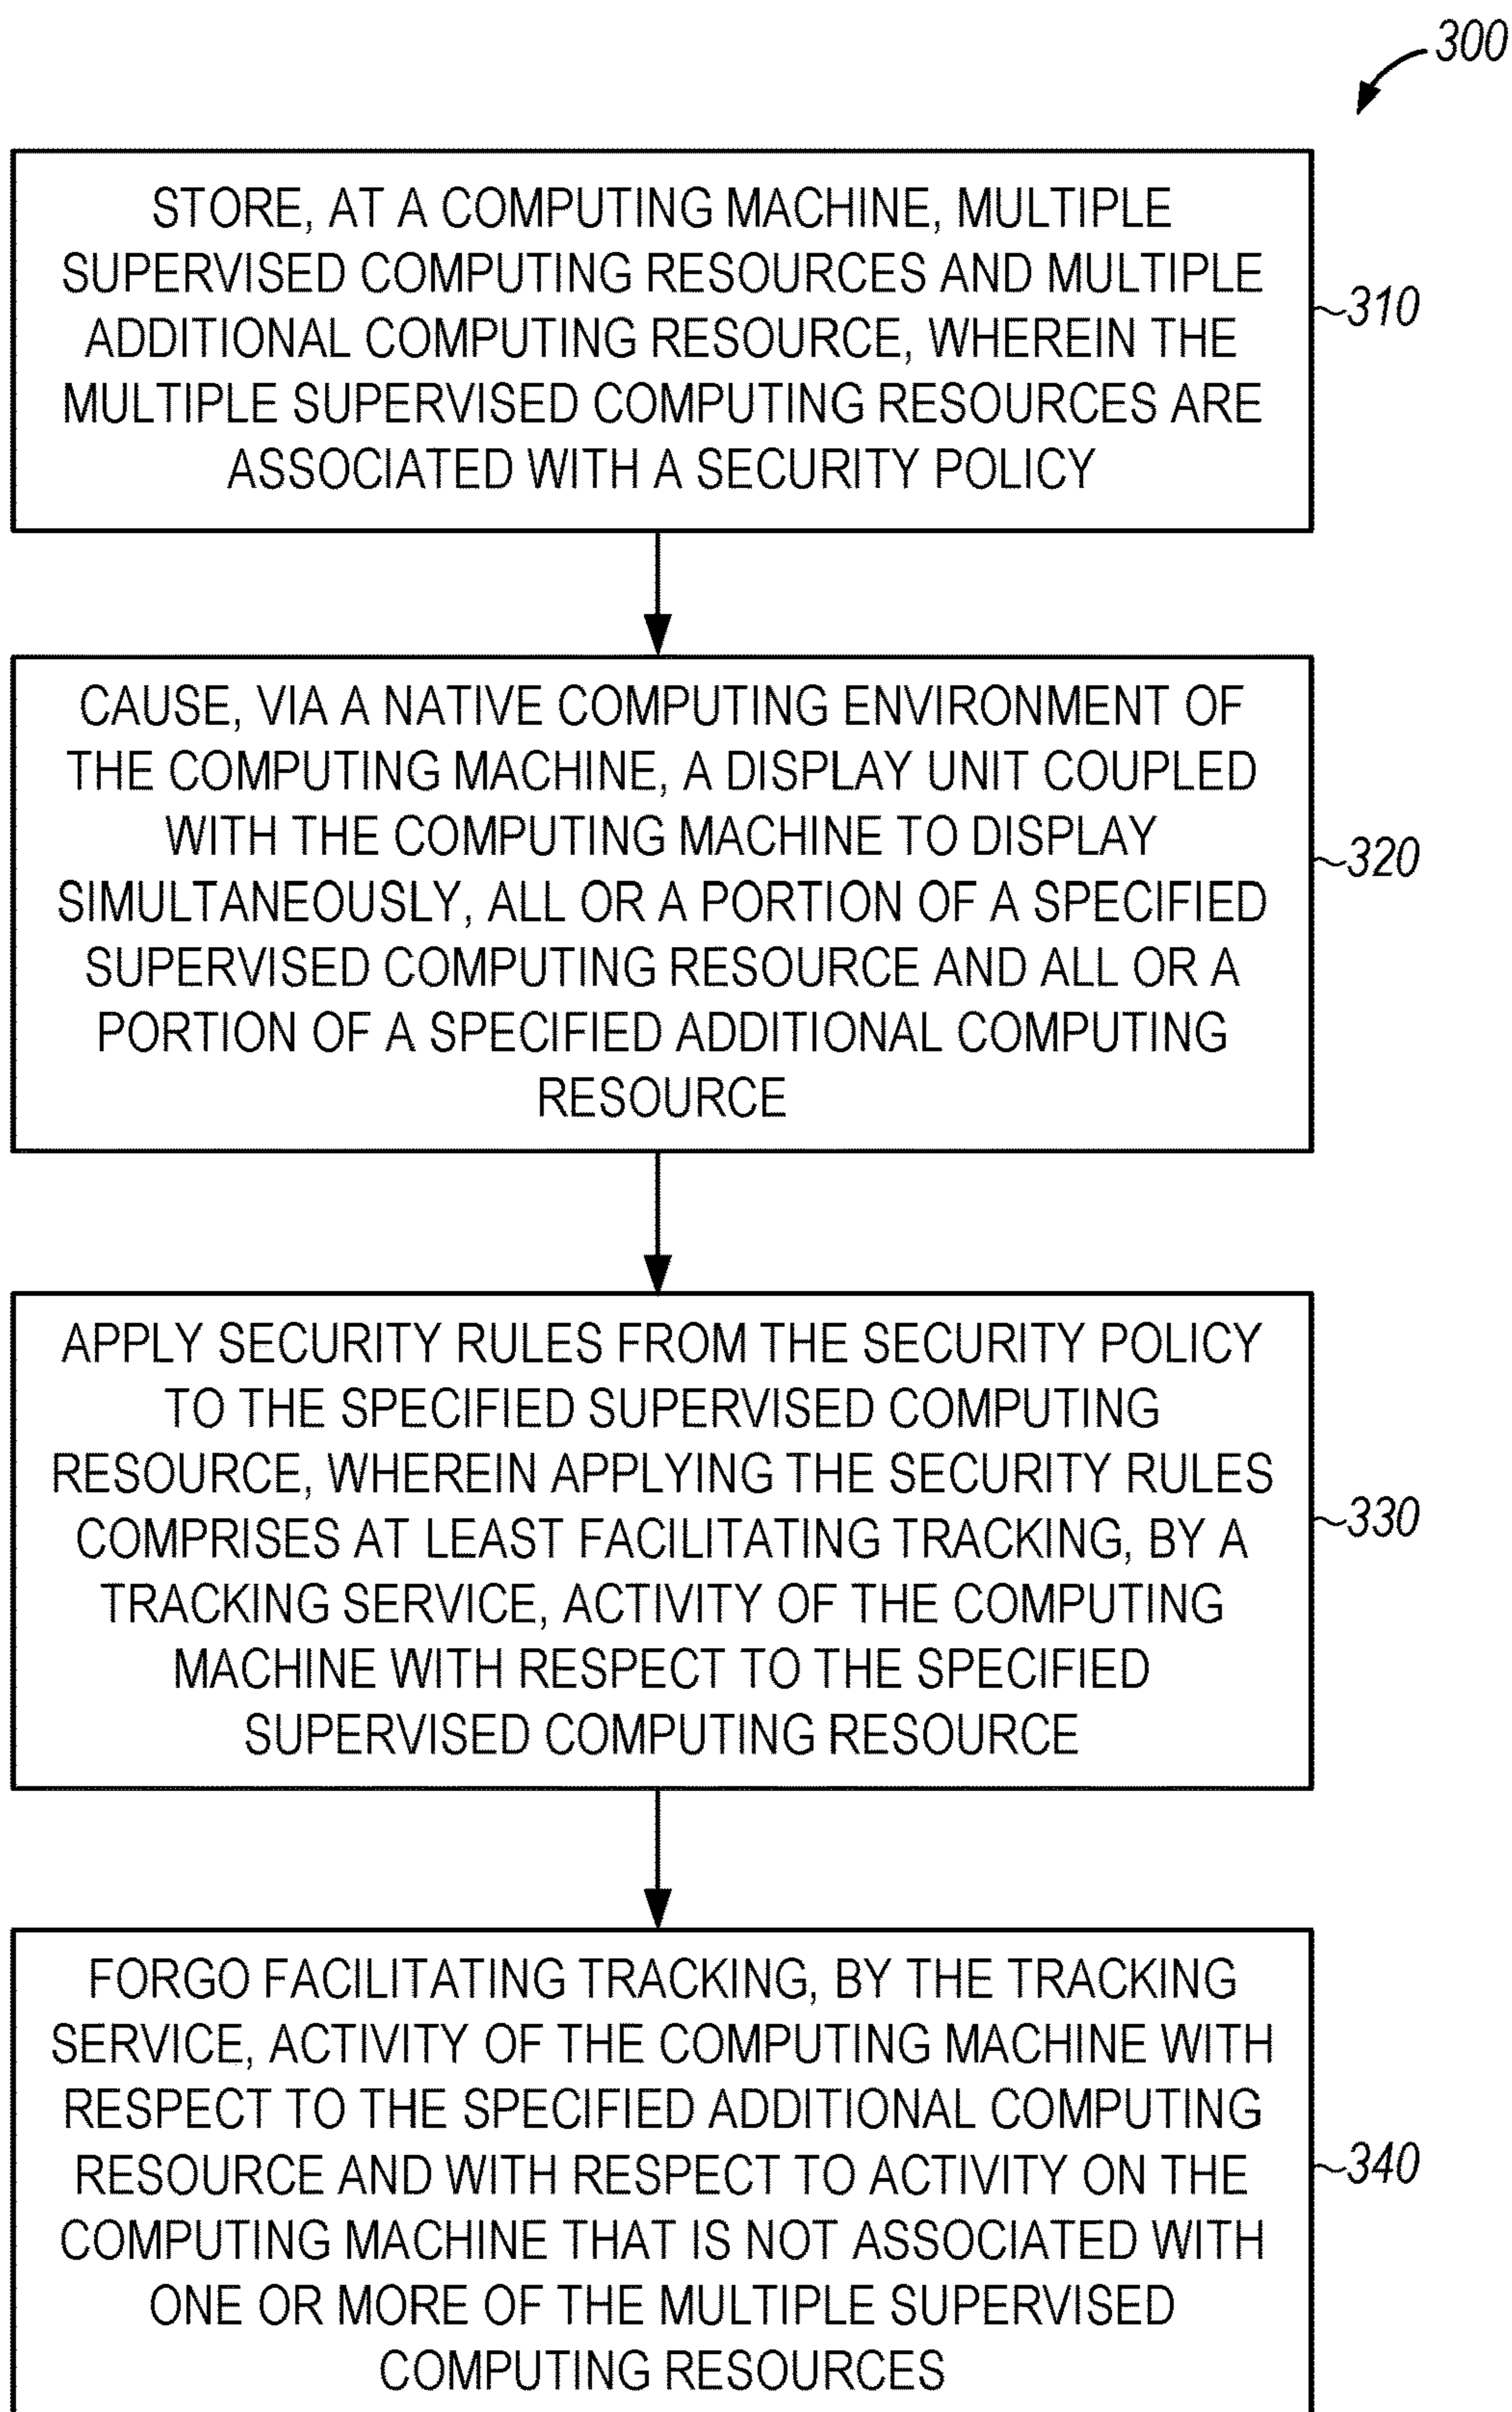 300
STORE, AT A COMPUTING MACHINE, MULTIPLE
SUPERVISED COMPUTING RESOURCES AND MULTIPLE
ADDITIONAL COMPUTING RESOURCE, WHEREIN THE
MULTIPLE SUPERVISED COMPUTING RESOURCES ARE
ASSOCIATED WITH A SECURITY POLICY
310
CAUSE, VIA A NATIVE COMPUTING ENVIRONMENT OF
THE COMPUTING MACHINE, A DISPLAY UNIT COUPLED
WITH THE COMPUTING MACHINE TO DISPLAY
SIMULTANEOUSLY, ALL OR A PORTION OF A SPECIFIED
SUPERVISED COMPUTING RESOURCE AND ALL OR A
PORTION OF A SPECIFIED ADDITIONAL COMPUTING
RESOURCE
320
APPLY SECURITY RULES FROM THE SECURITY POLICY
TO THE SPECIFIED SUPERVISED COMPUTING
RESOURCE, WHEREIN APPLYING THE SECURITY RULES
COMPRISES AT LEAST FACILITATING TRACKING, BY A
TRACKING SERVICE, ACTIVITY OF THE COMPUTING
MACHINE WITH RESPECT TO THE SPECIFIED
SUPERVISED COMPUTING RESOURCE
330
FORGO FACILITATING TRACKING, BY THE TRACKING
SERVICE, ACTIVITY OF THE COMPUTING MACHINE WITH
RESPECT TO THE SPECIFIED ADDITIONAL COMPUTING
RESOURCE AND WITH RESPECT TO ACTIVITY ON THE
COMPUTING MACHINE THAT IS NOT ASSOCIATED WITH
ONE OR MORE OF THE MULTIPLE SUPERVISED
COMPUTING RESOURCES
340